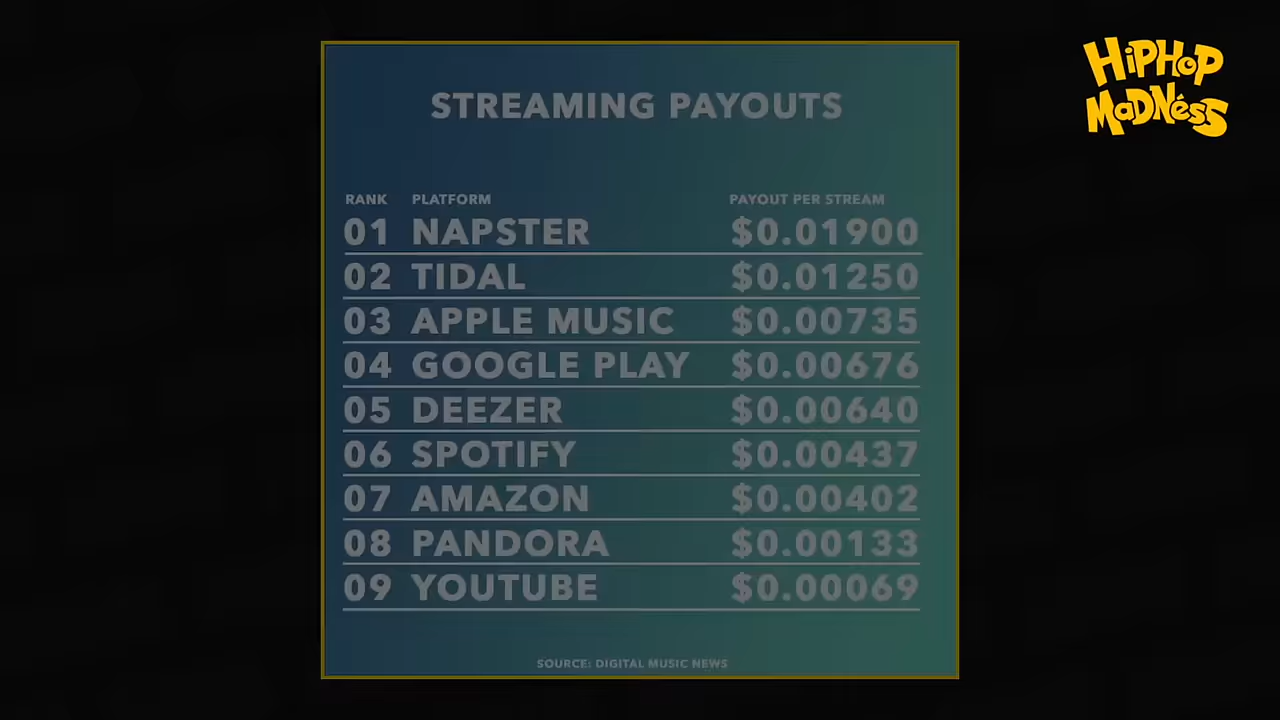 HIPHOP
MADNéSS
STREAMING PAYOUTS
RANK PLATFORM PAYOUT PER STREAM
01 NAPSTER $0.01900
02 TIDAL $0.01250
03 APPLE MUSIC $0.00735
04 GOOGLE PLAY $0.00676
05 DEEZER $0.00640
06 SPOTIFY $0.00437
07 AMAZON $0.00402
08 PANDORA $0.00133
09 YOUTUBE $0.00069
SOURCE: DIGITAL MUSIC NEWS